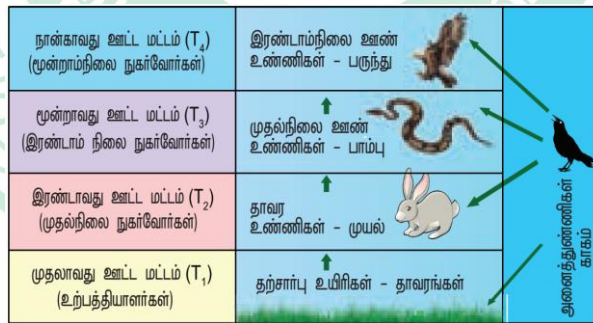 நான்காவது ஊட்ட மட்டம் (T₄)
(மூன்றாம்நிலை நுகர்வோர்கள்)
இரண்டாம்நிலை ஊண்
உண்ணிகள் – பருந்து
மூன்றாவது ஊட்ட மட்டம் (T₃)
(இரண்டாம் நிலை நுகர்வோர்கள்)
முதல்நிலை ஊண்
உண்ணிகள் – பாம்பு
இரண்டாவது ஊட்ட மட்டம் (T₂)
(முதல்நிலை நுகர்வோர்கள்)
தாவர
உண்ணிகள் – முயல்
முதலாவது ஊட்ட மட்டம் (T₁)
(உற்பத்தியாளர்கள்)
தற்சார்பு உயிரிகள் – தாவரங்கள்
அனைத்துண்ணிகள்
காகம்